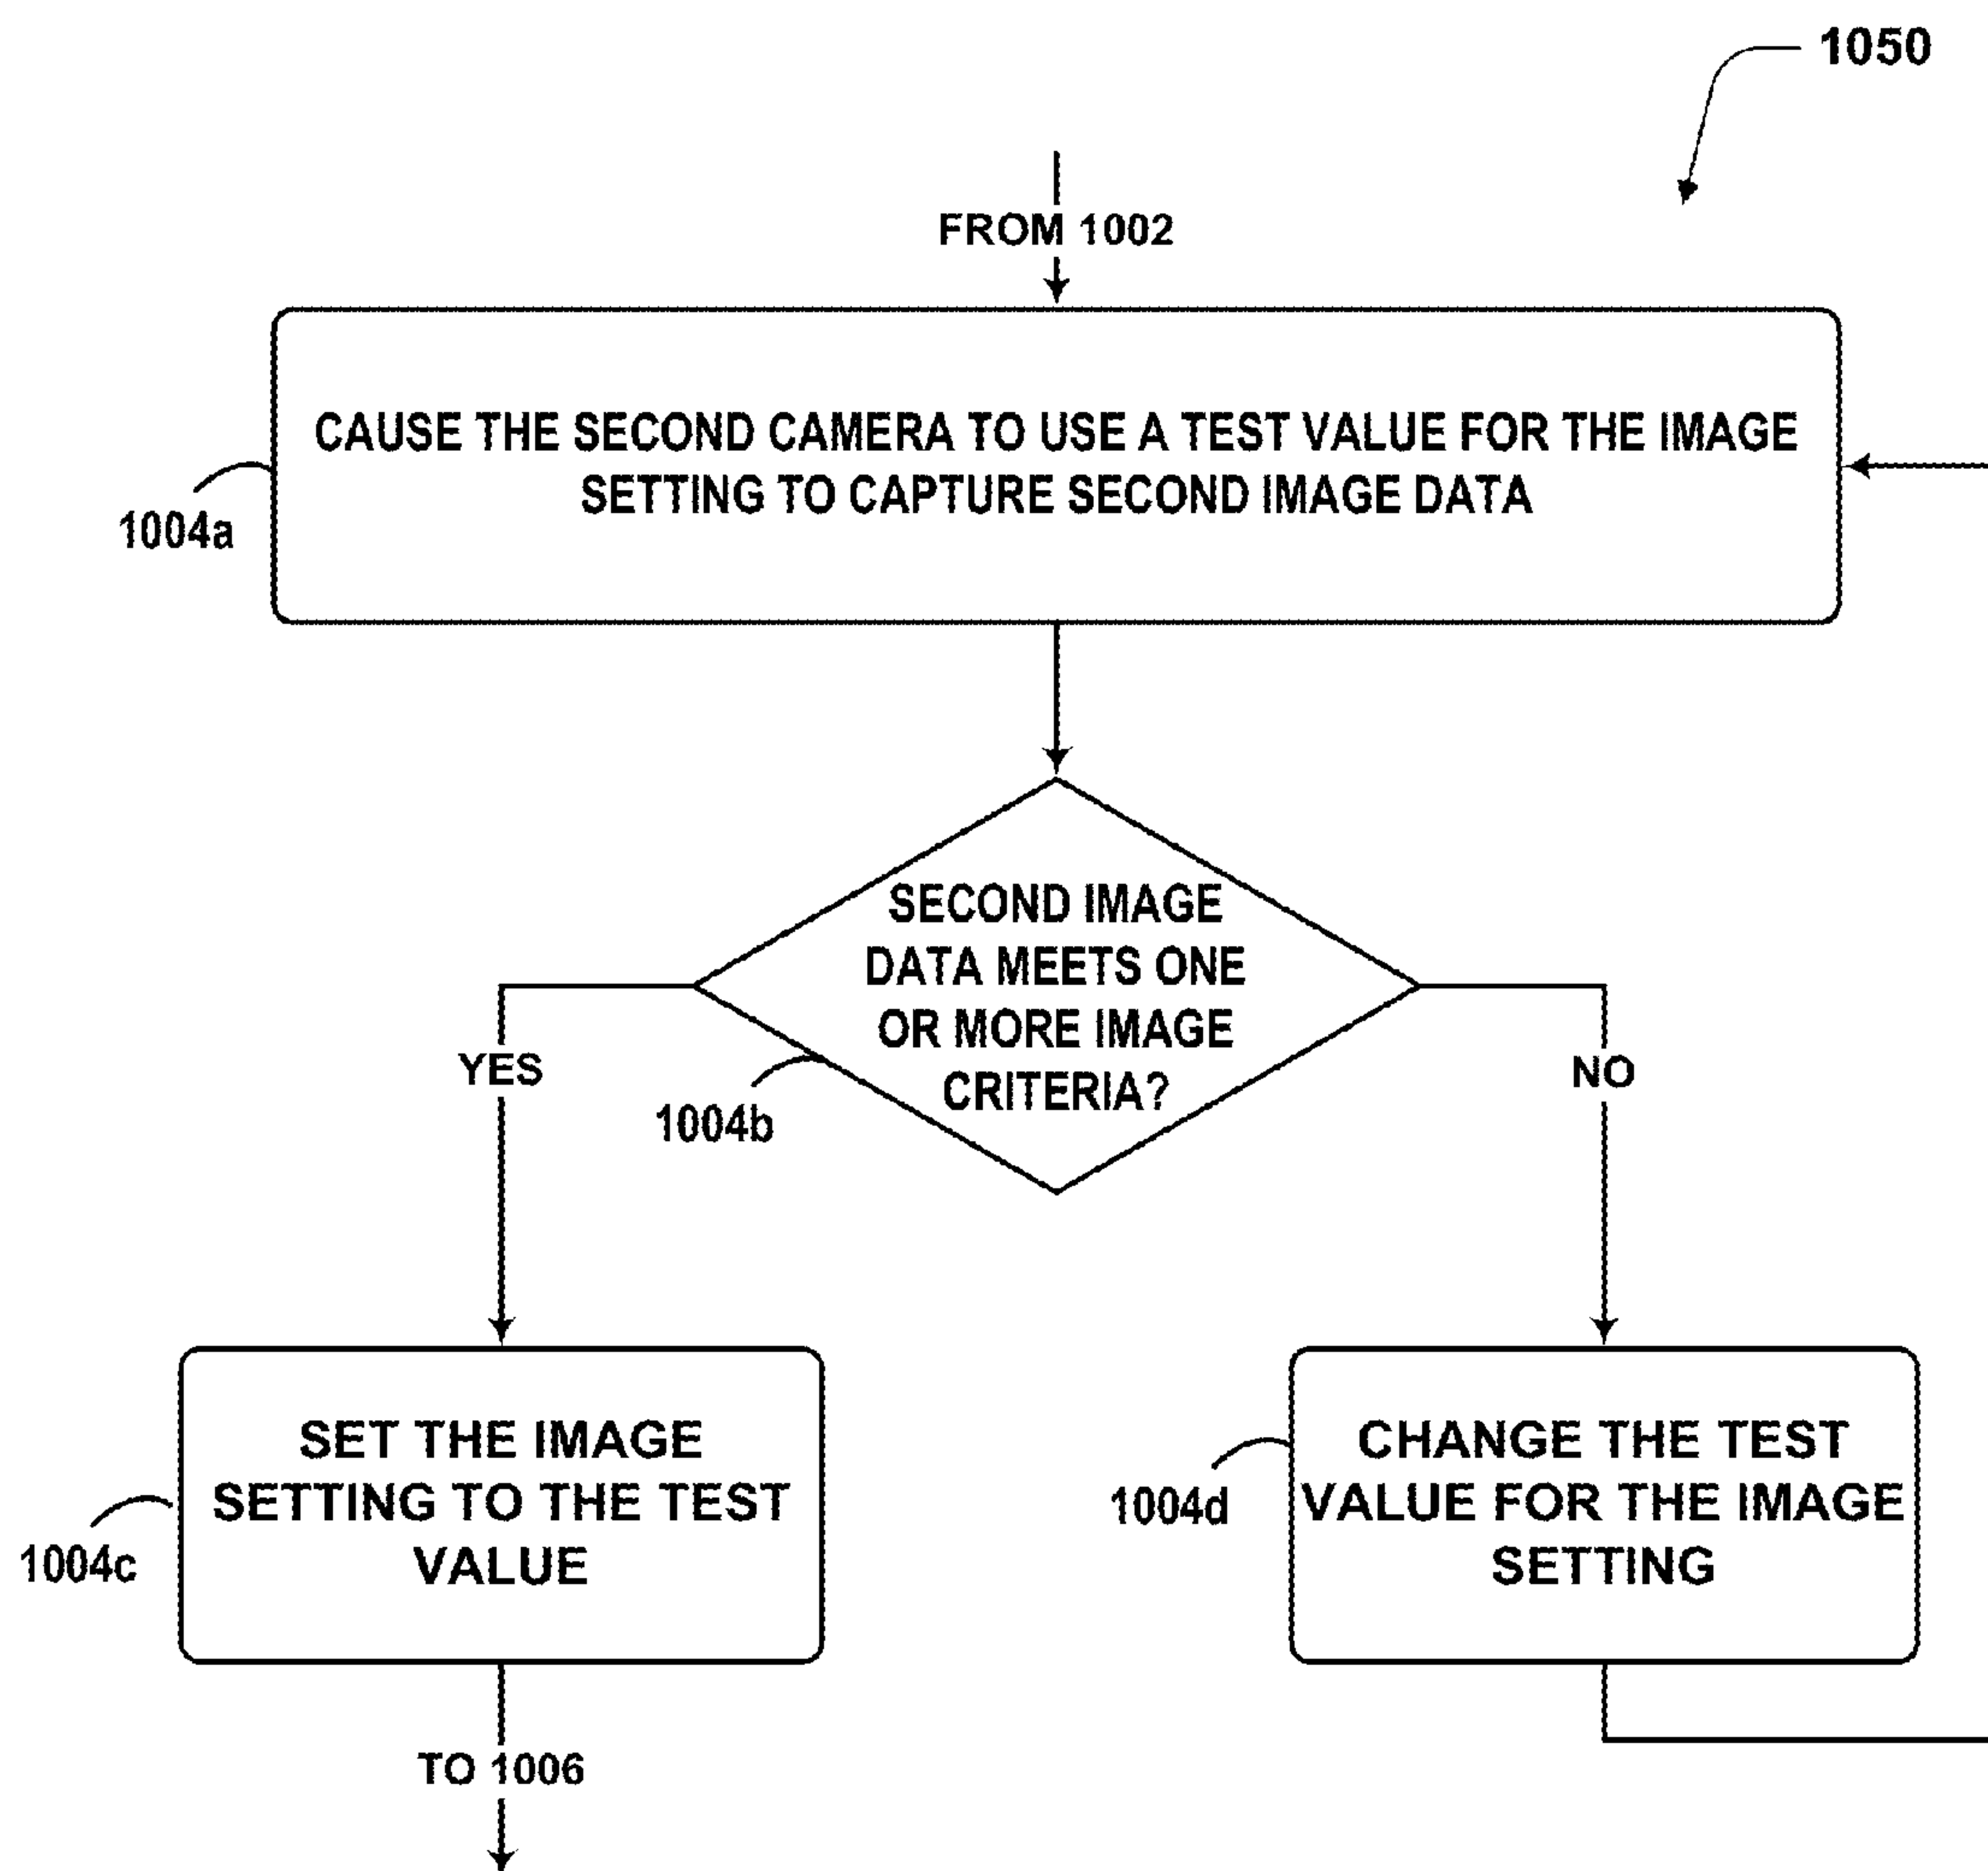 1050
FROM 1002
CAUSE THE SECOND CAMERA TO USE A TEST VALUE FOR THE IMAGE
SETTING TO CAPTURE SECOND IMAGE DATA
1004a
SECOND IMAGE
DATA MEETS ONE
OR MORE IMAGE
CRITERIA?
YES
NO
1004b
SET THE IMAGE
SETTING TO THE TEST
VALUE
1004c
CHANGE THE TEST
VALUE FOR THE IMAGE
SETTING
1004d
TO 1006